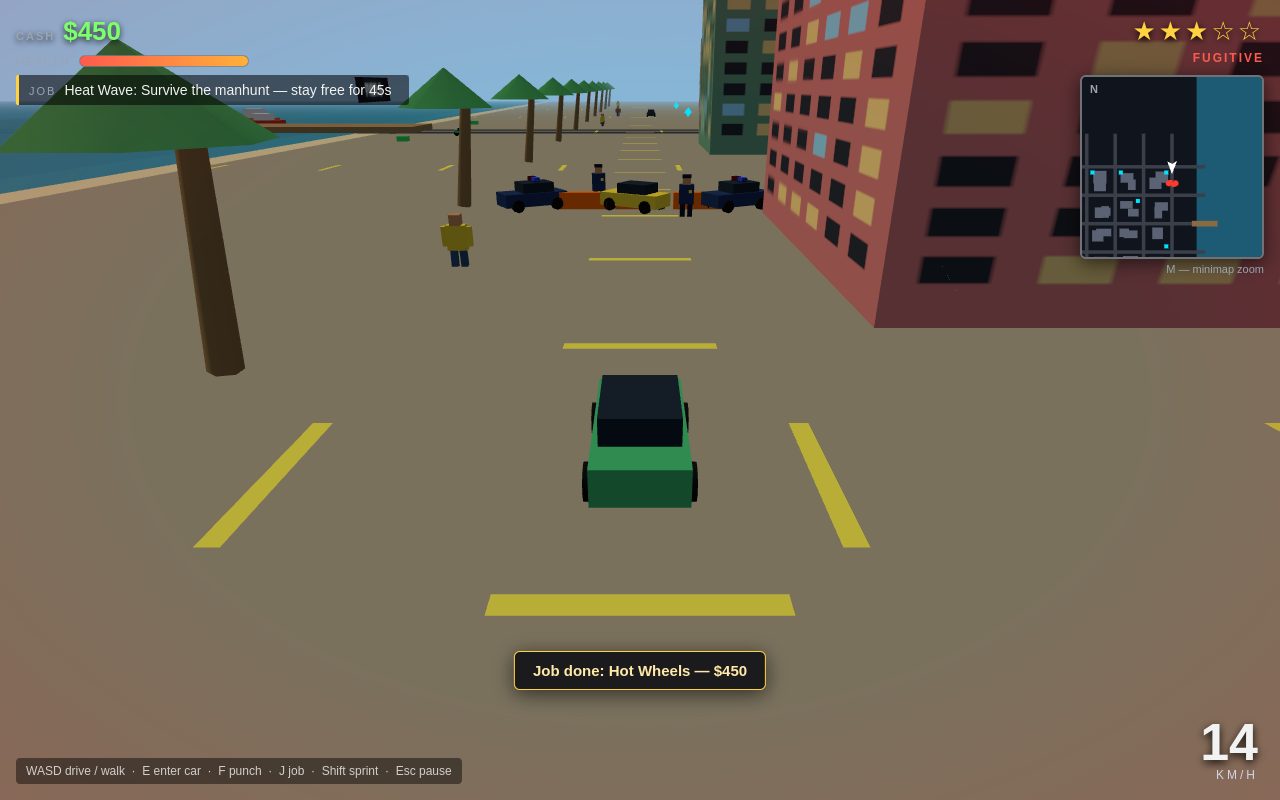 CASH $450
★★★☆☆
FUGITIVE
JOB Heat Wave: Survive the manhunt — stay free for 45s
N
M — minimap zoom
Job done: Hot Wheels — $450
14
KM/H
WASD drive / walk · E enter car · F punch · J job · Shift sprint · Esc pause